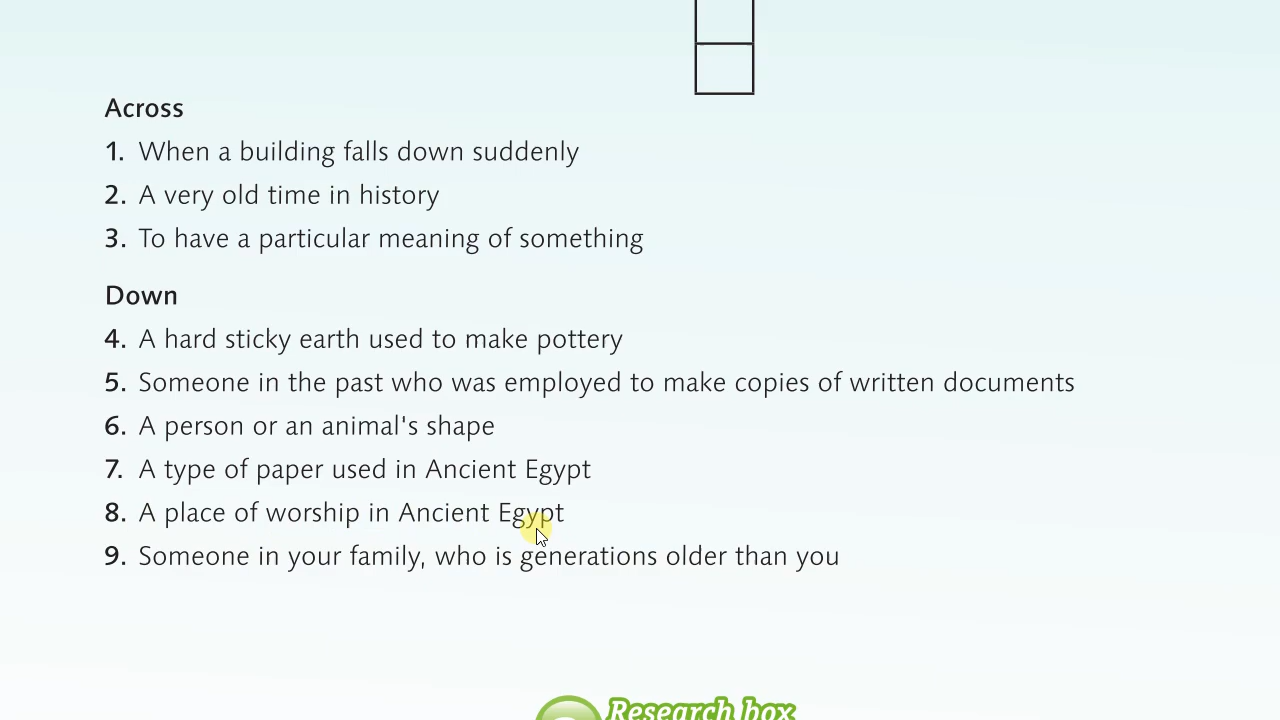 Across
1. When a building falls down suddenly
2. A very old time in history
3. To have a particular meaning of something
Down
4. A hard sticky earth used to make pottery
5. Someone in the past who was employed to make copies of written documents
6. A person or an animal's shape
7. A type of paper used in Ancient Egypt
8. A place of worship in Ancient Egypt
9. Someone in your family, who is generations older than you
Research box